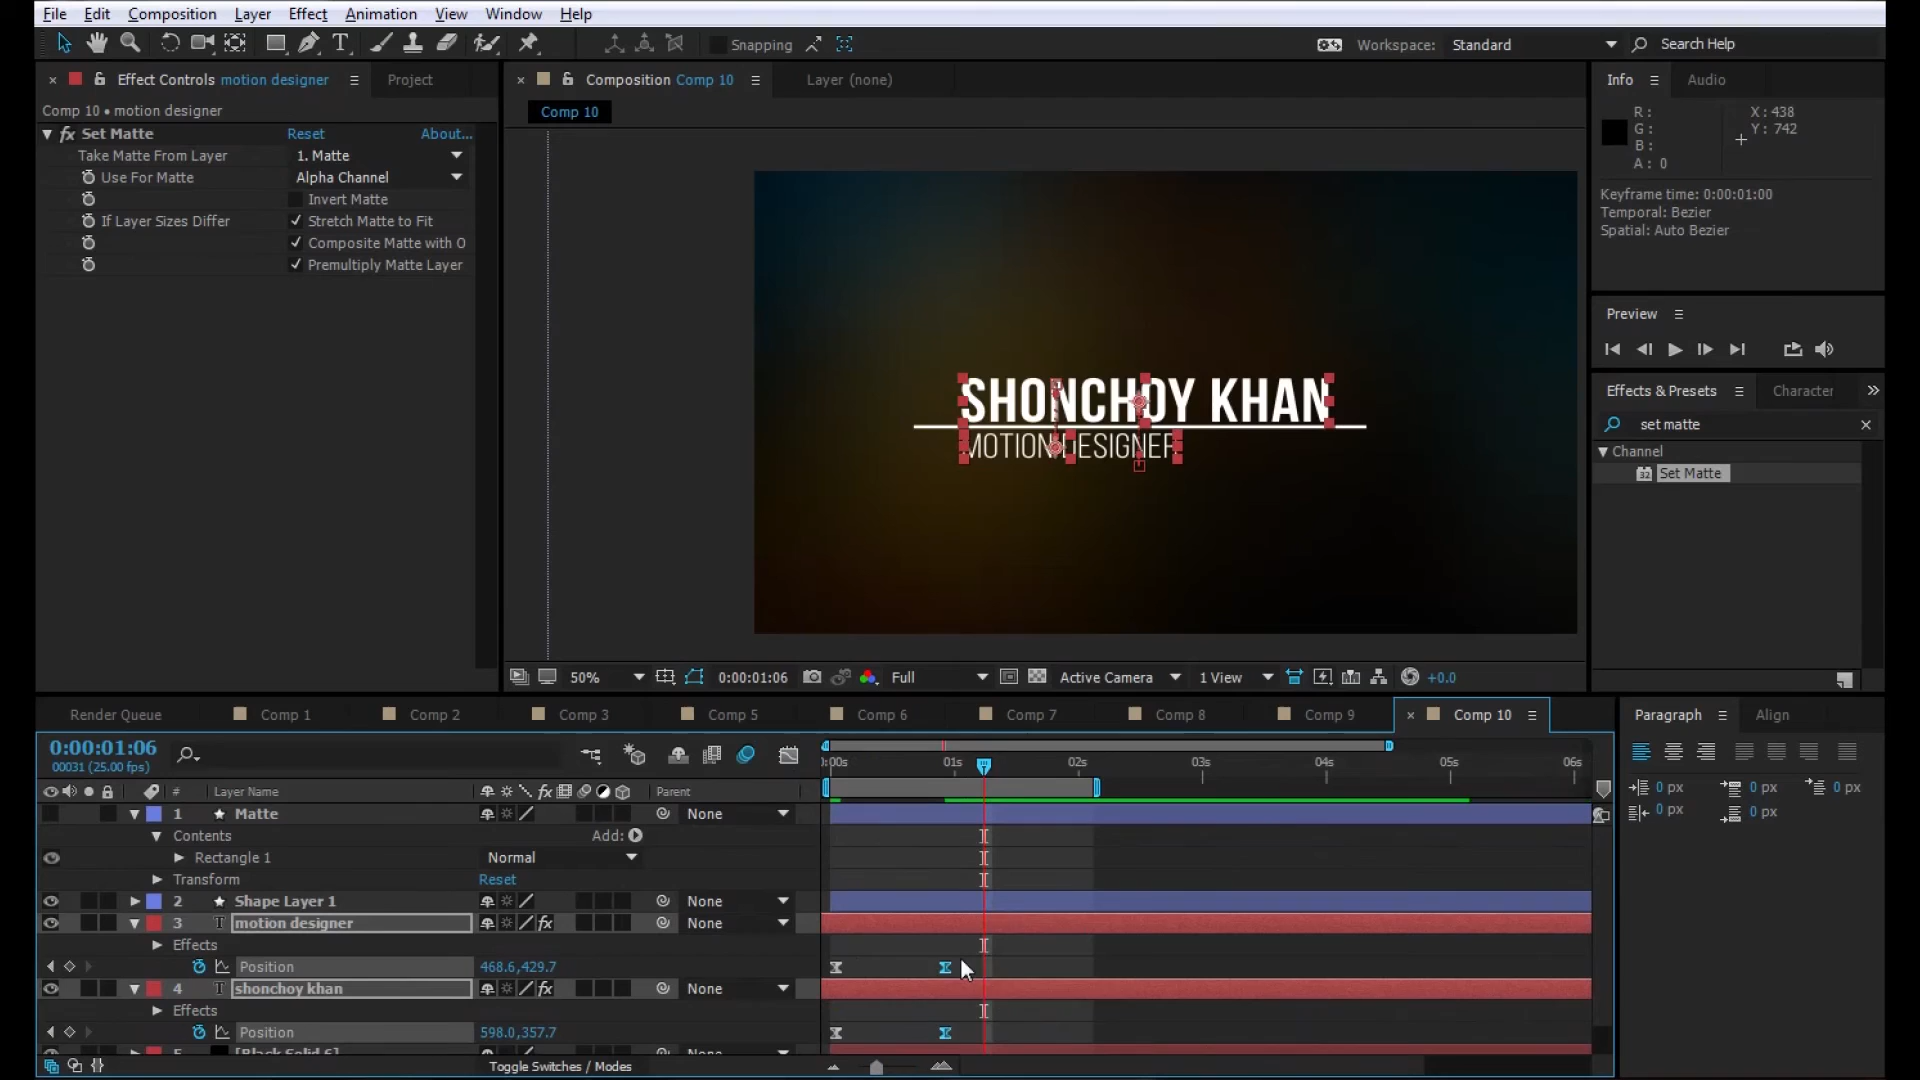 File Edit Composition Layer Effect Animation View Window Help
Snapping Workspace: Standard Search Help
Effect Controls motion designer Project
Composition Comp 10 Layer (none)
Info Audio
Comp 10 • motion designer
Comp 10
fx Set Matte Reset About...
Take Matte From Layer 1. Matte
Use For Matte Alpha Channel
Invert Matte
If Layer Sizes Differ Stretch Matte to Fit
Composite Matte with O
Premultiply Matte Layer
R :
G :
B :
A : 0
X : 438
Y : 742
Keyframe time: 0:00:01:00
Temporal: Bezier
Spatial: Auto Bezier
Preview
Effects & Presets Character
set matte
Channel
32 Set Matte
SHONCHOY KHAN
MOTION DESIGNER
50% 0:00:01:06 Full Active Camera 1 View +0.0
Render Queue Comp 1 Comp 2 Comp 3 Comp 5 Comp 6 Comp 7 Comp 8 Comp 9 Comp 10
Paragraph Align
0:00:01:06
00031 (25.00 fps)
:00s 01s 02s 03s 04s 05s 06s
0 px 0 px 0 px
0 px 0 px
# Layer Name fx Parent
1 Matte None
Contents Add:
Rectangle 1 Normal
Transform Reset
2 Shape Layer 1 None
3 T motion designer fx None
Effects
Position 468.6,429.7
4 T shonchoy khan fx None
Effects
Position 598.0,357.7
5 [Black Solid 6]
Toggle Switches / Modes